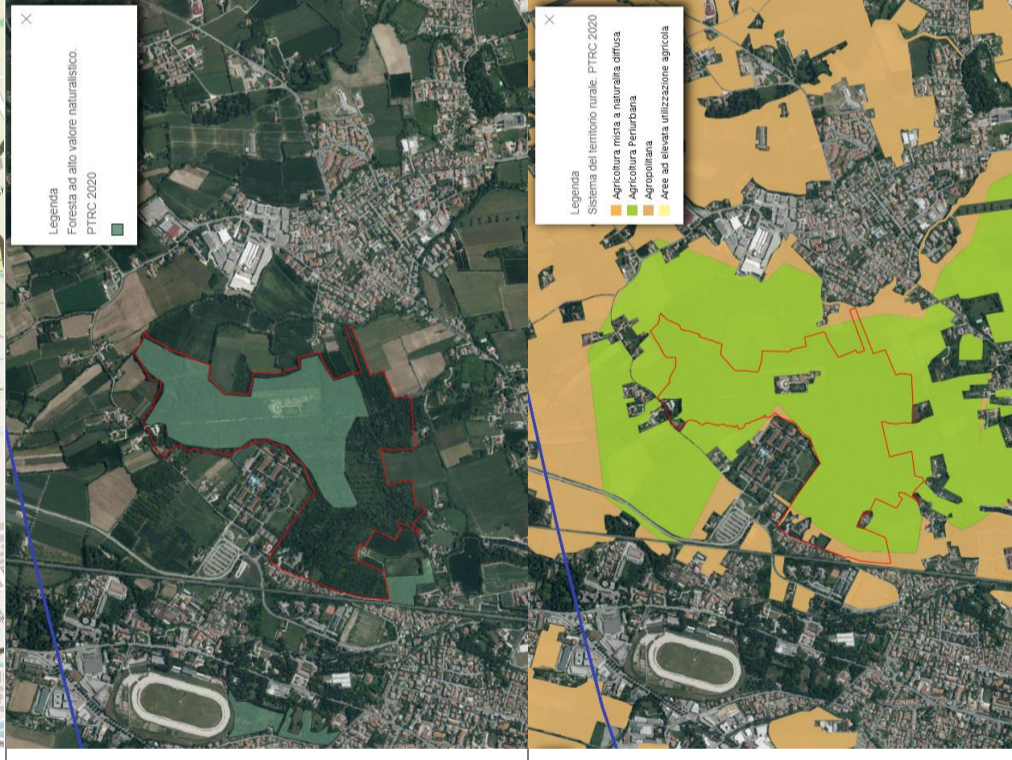 Legenda
Foresta ad alto valore naturalistico.
PTRC 2020
Legenda
Sistema del territorio rurale. PTRC 2020
Agricoltura mista a naturalità diffusa
Agricoltura Periurbana
Agropolitana
Aree ad elevata utilizzazione agricola